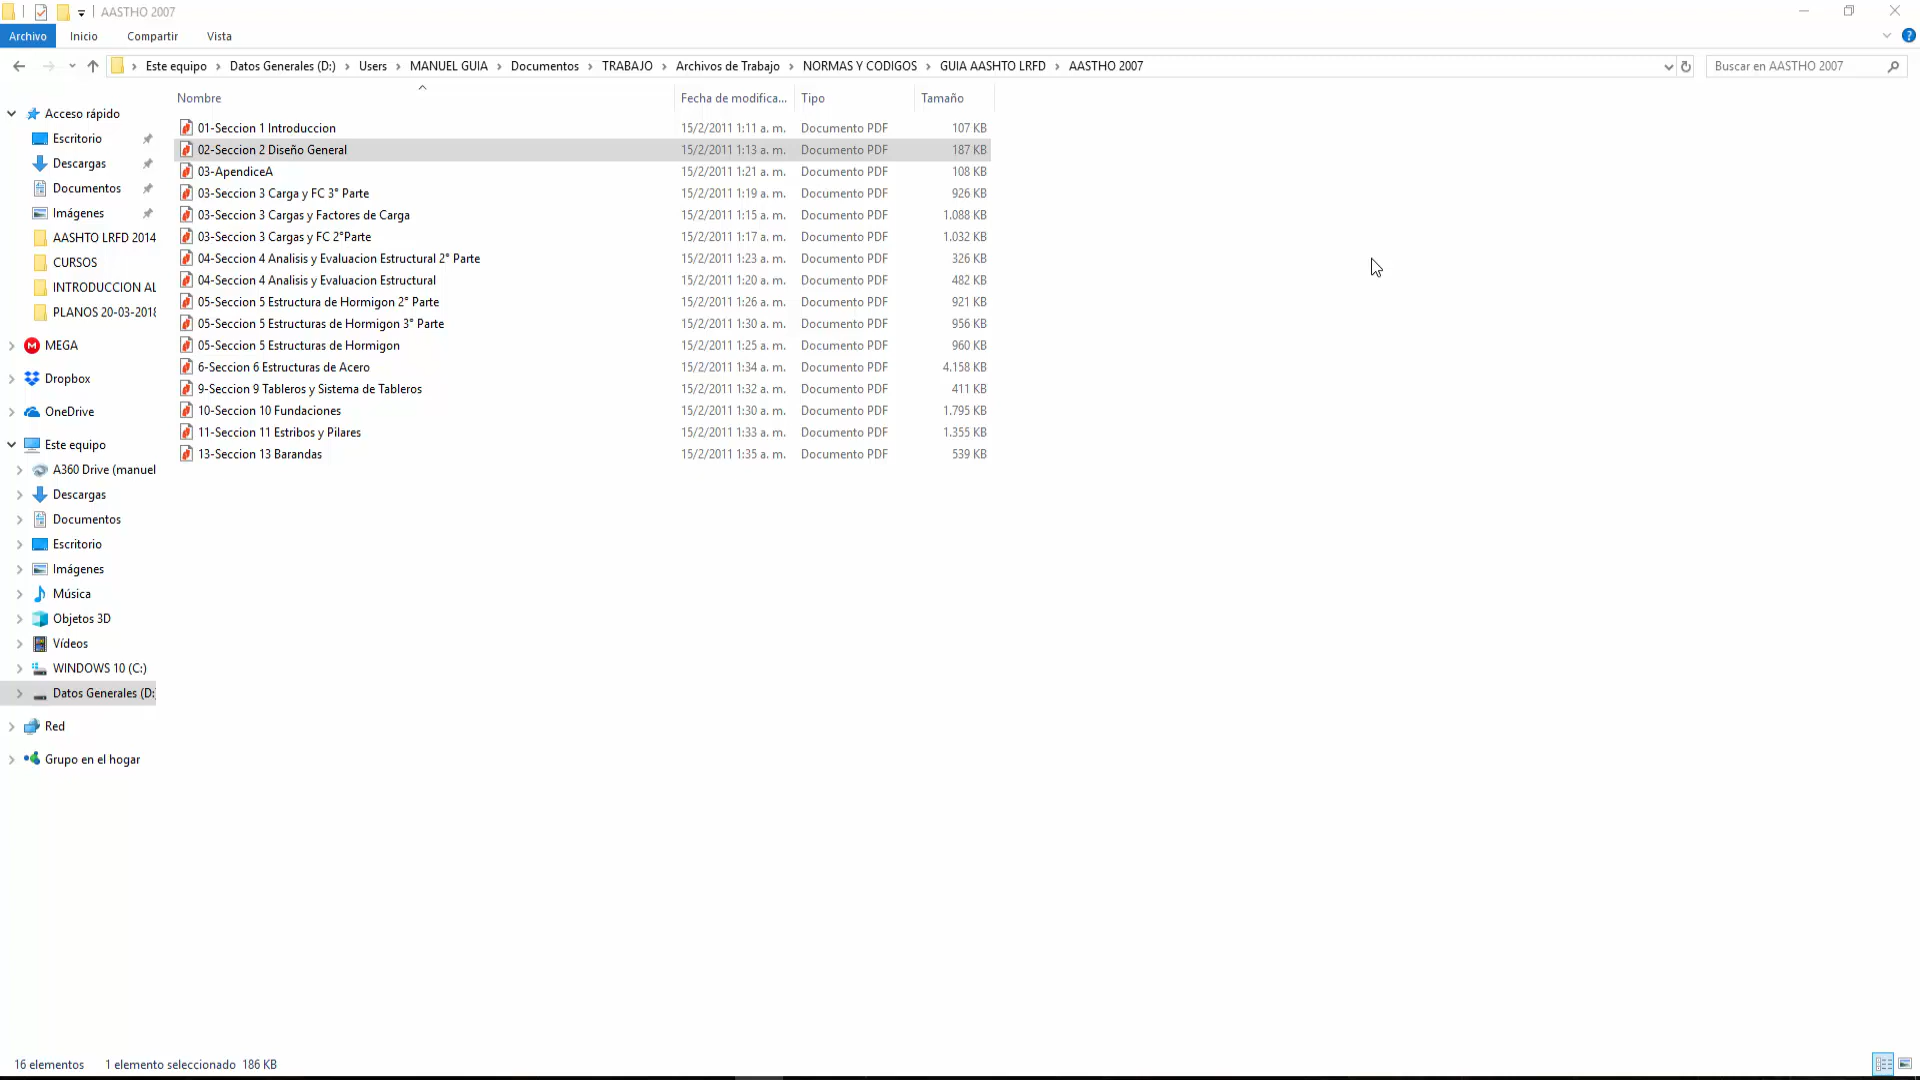 AASTHO 2007
Archivo Inicio Compartir Vista
Este equipo Datos Generales (D:) Users MANUEL GUIA Documentos TRABAJO Archivos de Trabajo NORMAS Y CODIGOS GUIA AASHTO LRFD AASTHO 2007 Buscar en AASTHO 2007
Nombre Fecha de modifica... Tipo Tamaño
01-Seccion 1 Introduccion 15/2/2011 1:11 a. m. Documento PDF 107 KB
02-Seccion 2 Diseño General 15/2/2011 1:13 a. m. Documento PDF 187 KB
03-ApendiceA 15/2/2011 1:21 a. m. Documento PDF 108 KB
03-Seccion 3 Carga y FC 3° Parte 15/2/2011 1:19 a. m. Documento PDF 926 KB
03-Seccion 3 Cargas y Factores de Carga 15/2/2011 1:15 a. m. Documento PDF 1.088 KB
03-Seccion 3 Cargas y FC 2°Parte 15/2/2011 1:17 a. m. Documento PDF 1.032 KB
04-Seccion 4 Analisis y Evaluacion Estructural 2° Parte 15/2/2011 1:23 a. m. Documento PDF 326 KB
04-Seccion 4 Analisis y Evaluacion Estructural 15/2/2011 1:20 a. m. Documento PDF 482 KB
05-Seccion 5 Estructura de Hormigon 2° Parte 15/2/2011 1:26 a. m. Documento PDF 921 KB
05-Seccion 5 Estructuras de Hormigon 3° Parte 15/2/2011 1:30 a. m. Documento PDF 956 KB
05-Seccion 5 Estructuras de Hormigon 15/2/2011 1:25 a. m. Documento PDF 960 KB
6-Seccion 6 Estructuras de Acero 15/2/2011 1:34 a. m. Documento PDF 4.158 KB
9-Seccion 9 Tableros y Sistema de Tableros 15/2/2011 1:32 a. m. Documento PDF 411 KB
10-Seccion 10 Fundaciones 15/2/2011 1:30 a. m. Documento PDF 1.795 KB
11-Seccion 11 Estribos y Pilares 15/2/2011 1:33 a. m. Documento PDF 1.355 KB
13-Seccion 13 Barandas 15/2/2011 1:35 a. m. Documento PDF 539 KB
Acceso rápido
Escritorio
Descargas
Documentos
Imágenes
AASHTO LRFD 2014
CURSOS
INTRODUCCION AL
PLANOS 20-03-2018
MEGA
Dropbox
OneDrive
Este equipo
A360 Drive (manuel
Descargas
Documentos
Escritorio
Imágenes
Música
Objetos 3D
Vídeos
WINDOWS 10 (C:)
Datos Generales (D:
Red
Grupo en el hogar
16 elementos 1 elemento seleccionado 186 KB